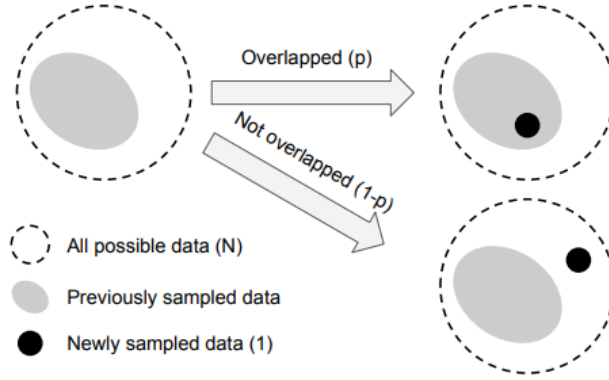 Overlapped (p)
Not overlapped (1-p)
All possible data (N)
Previously sampled data
Newly sampled data (1)